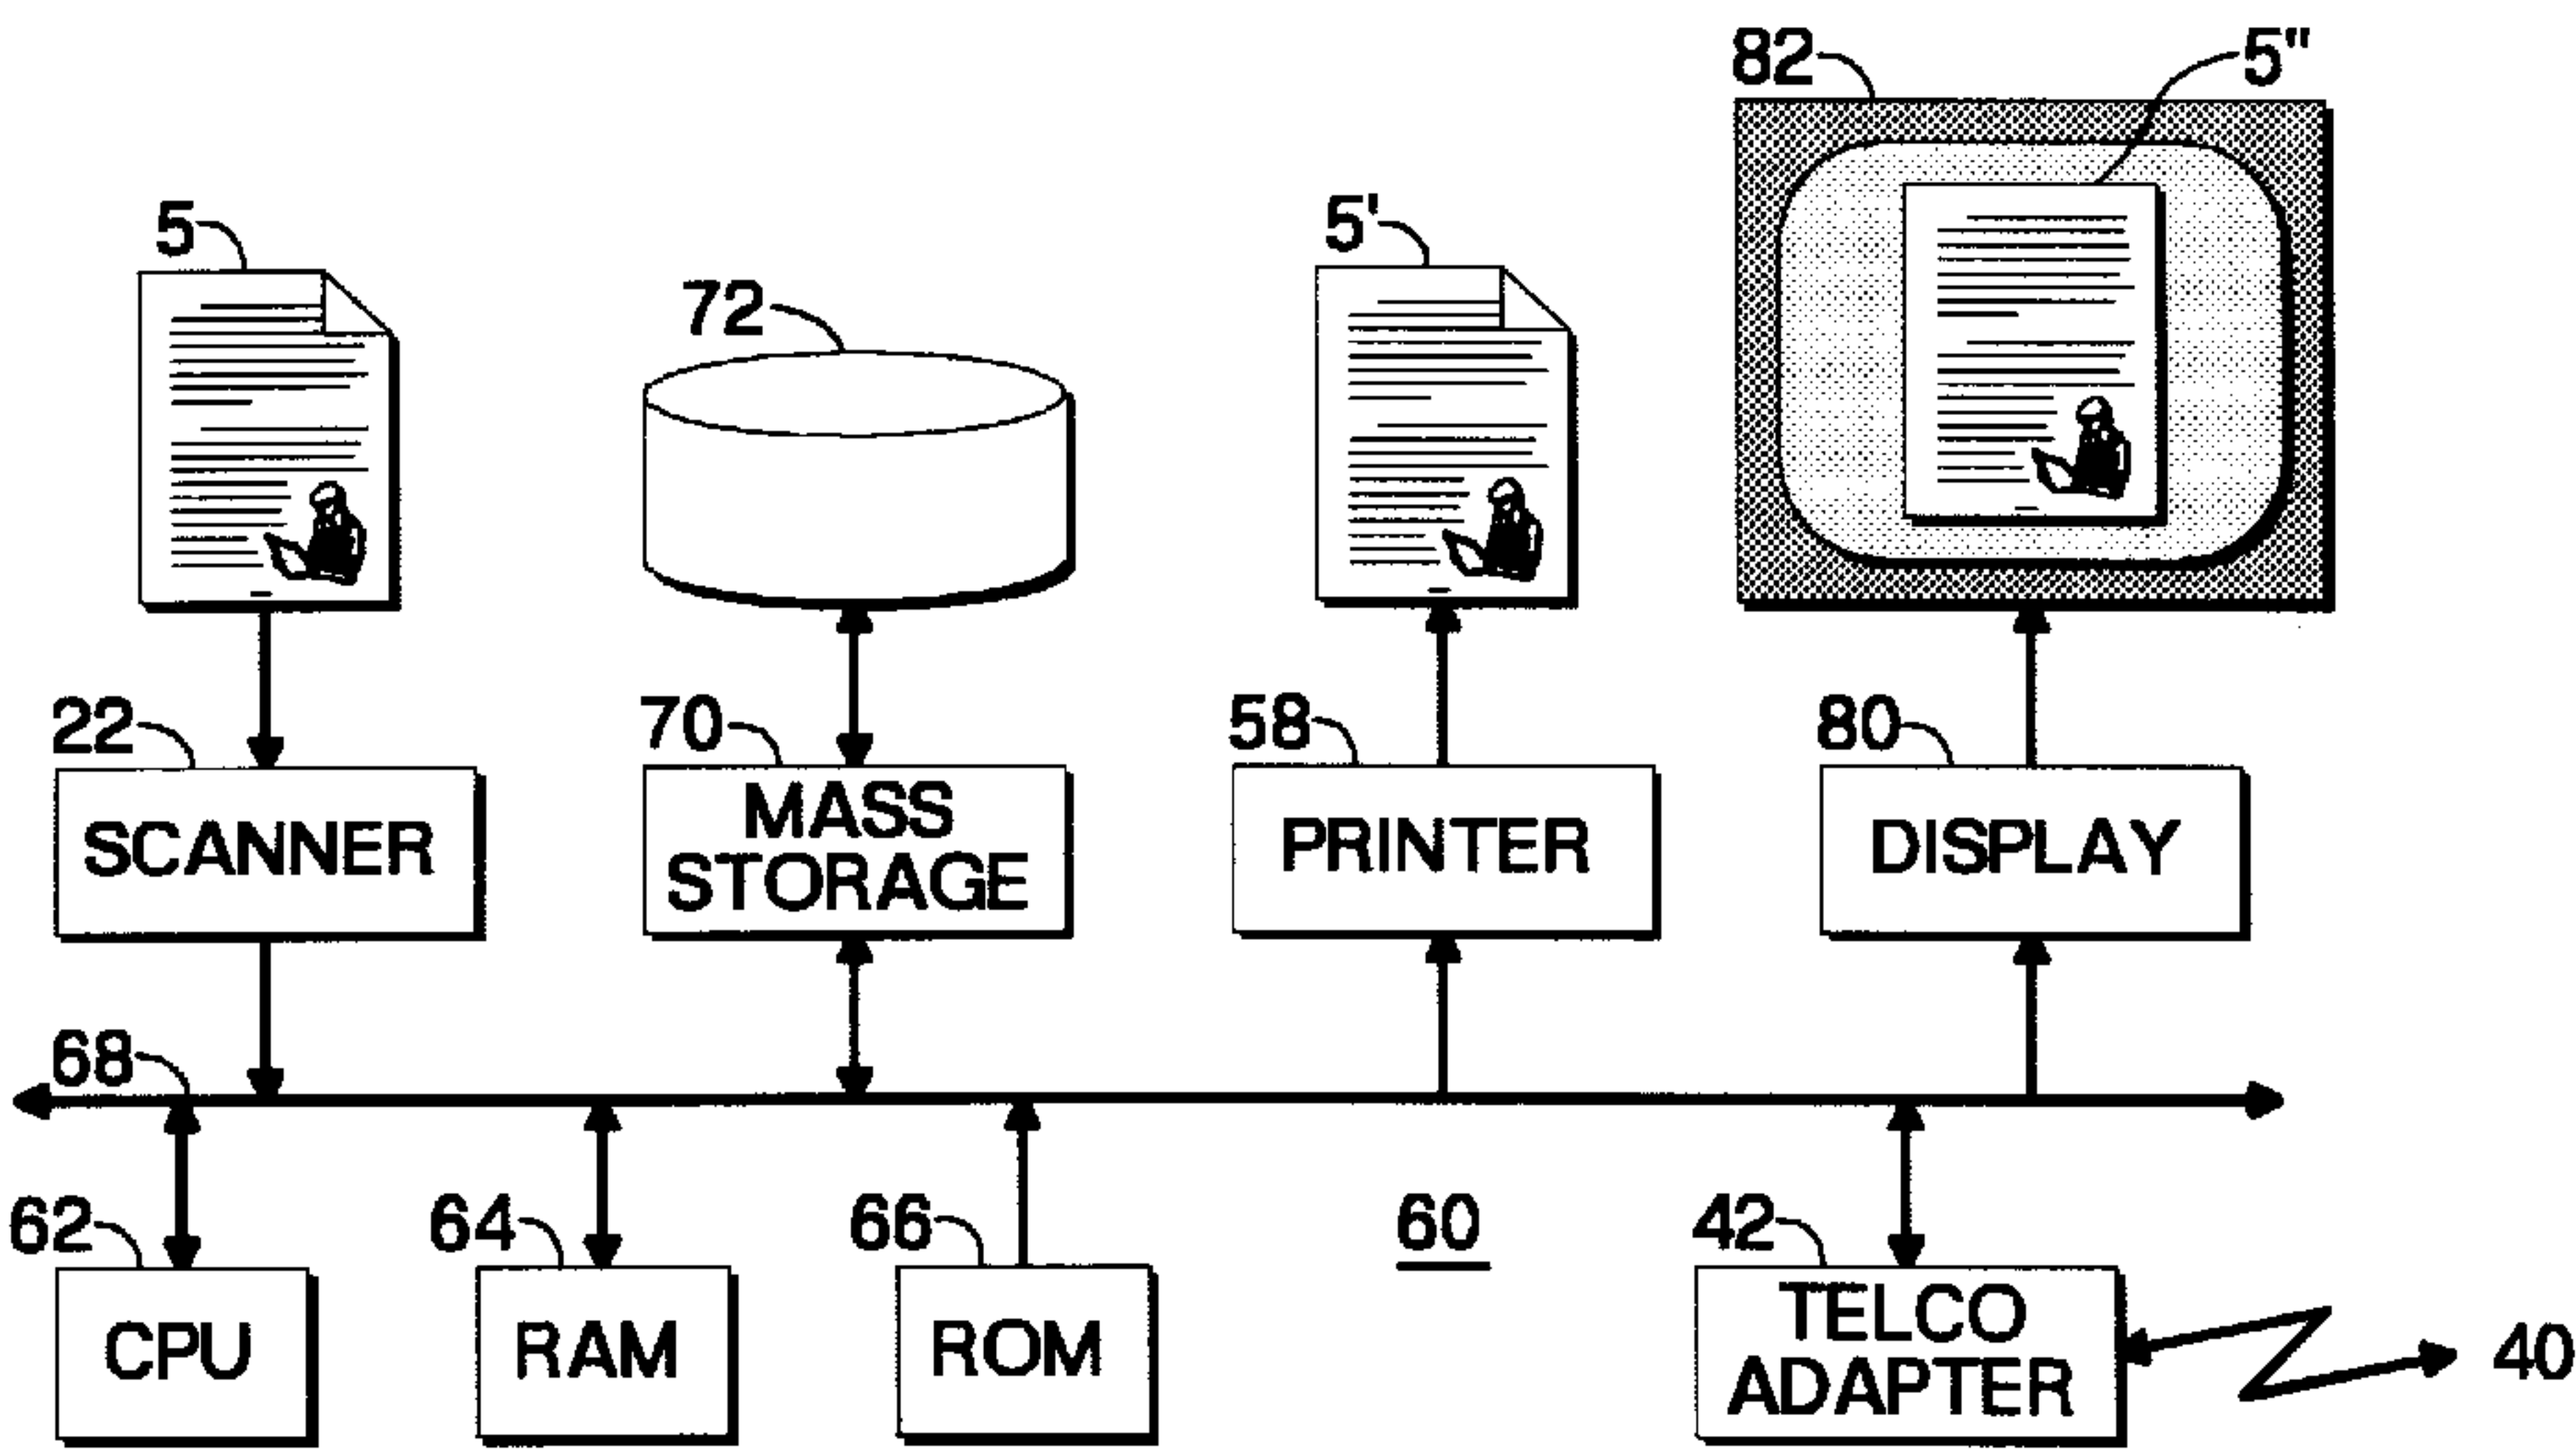 82
5"
5
5'
72
22
70
58
80
SCANNER
MASS
STORAGE
PRINTER
DISPLAY
68
62
64
66
60
42
CPU
RAM
ROM
TELCO
ADAPTER
40